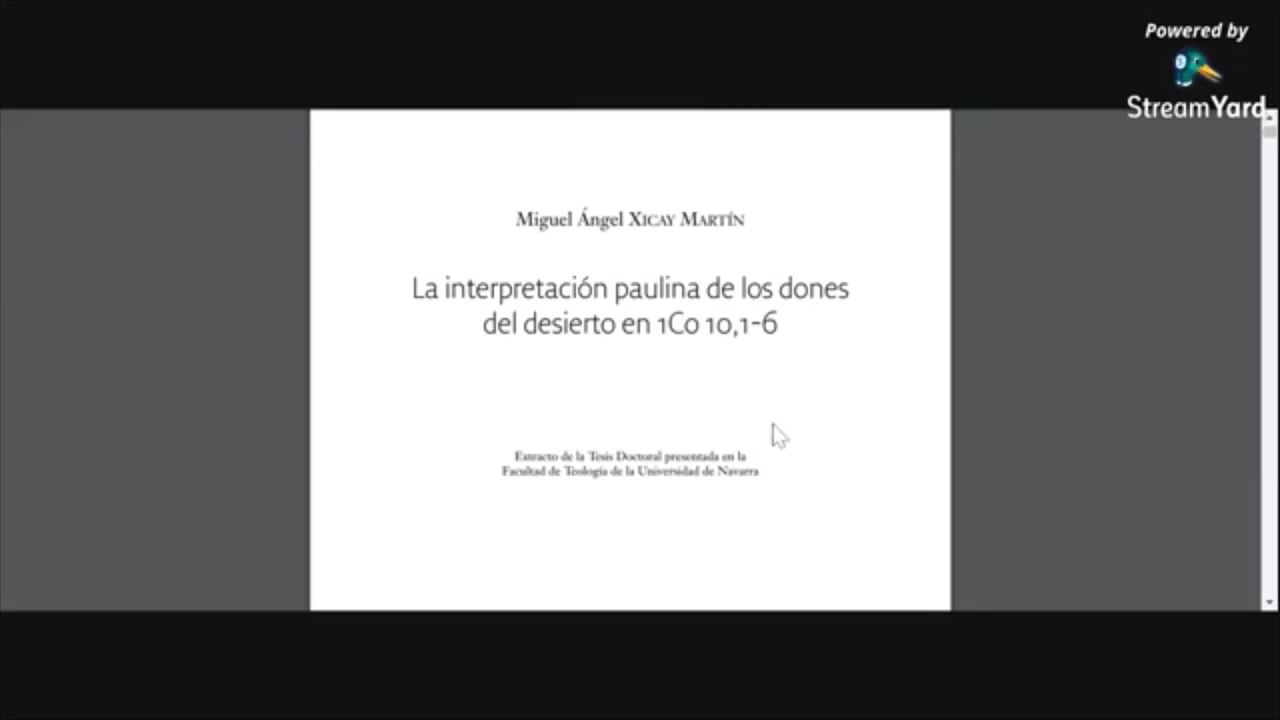 Powered by
StreamYard
Miguel Ángel XICAY MARTÍN
La interpretación paulina de los dones
del desierto en 1Co 10,1-6
Extracto de la Tesis Doctoral presentada en la
Facultad de Teología de la Universidad de Navarra